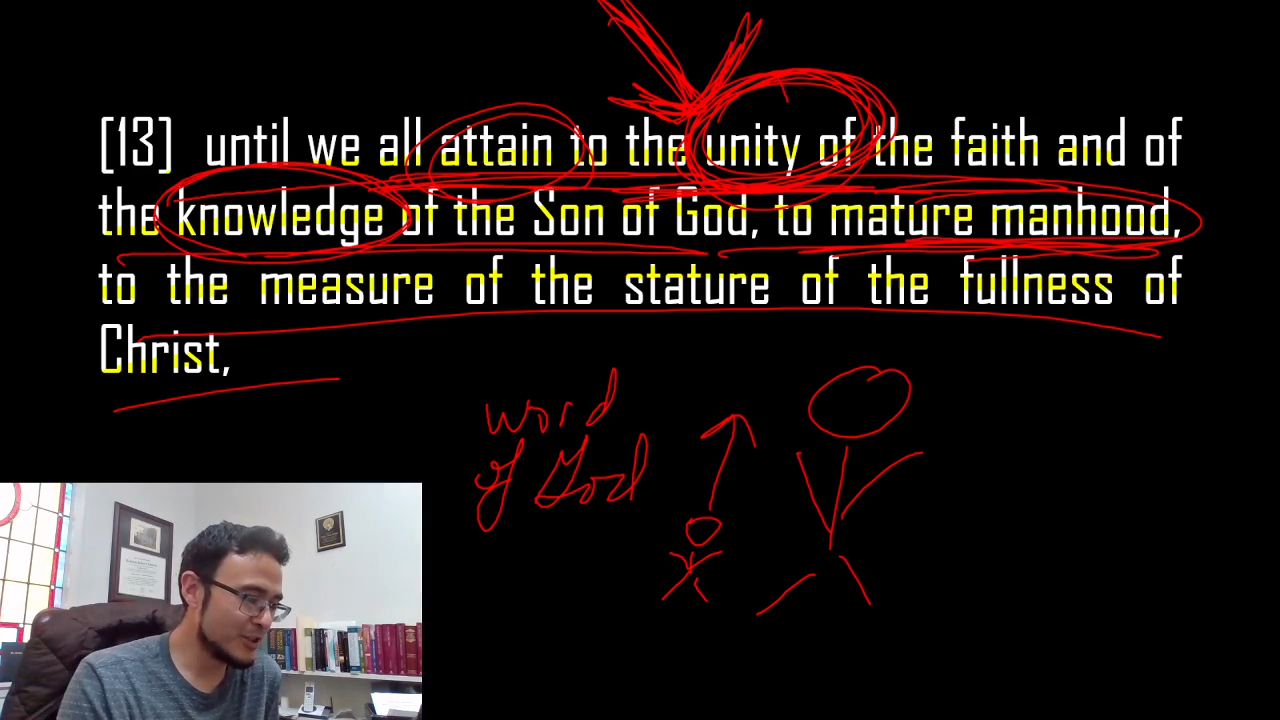 [13] until we all attain to the unity of the faith and of
the knowledge of the Son of God, to mature manhood,
to the measure of the stature of the fullness of
Christ,
word
of God